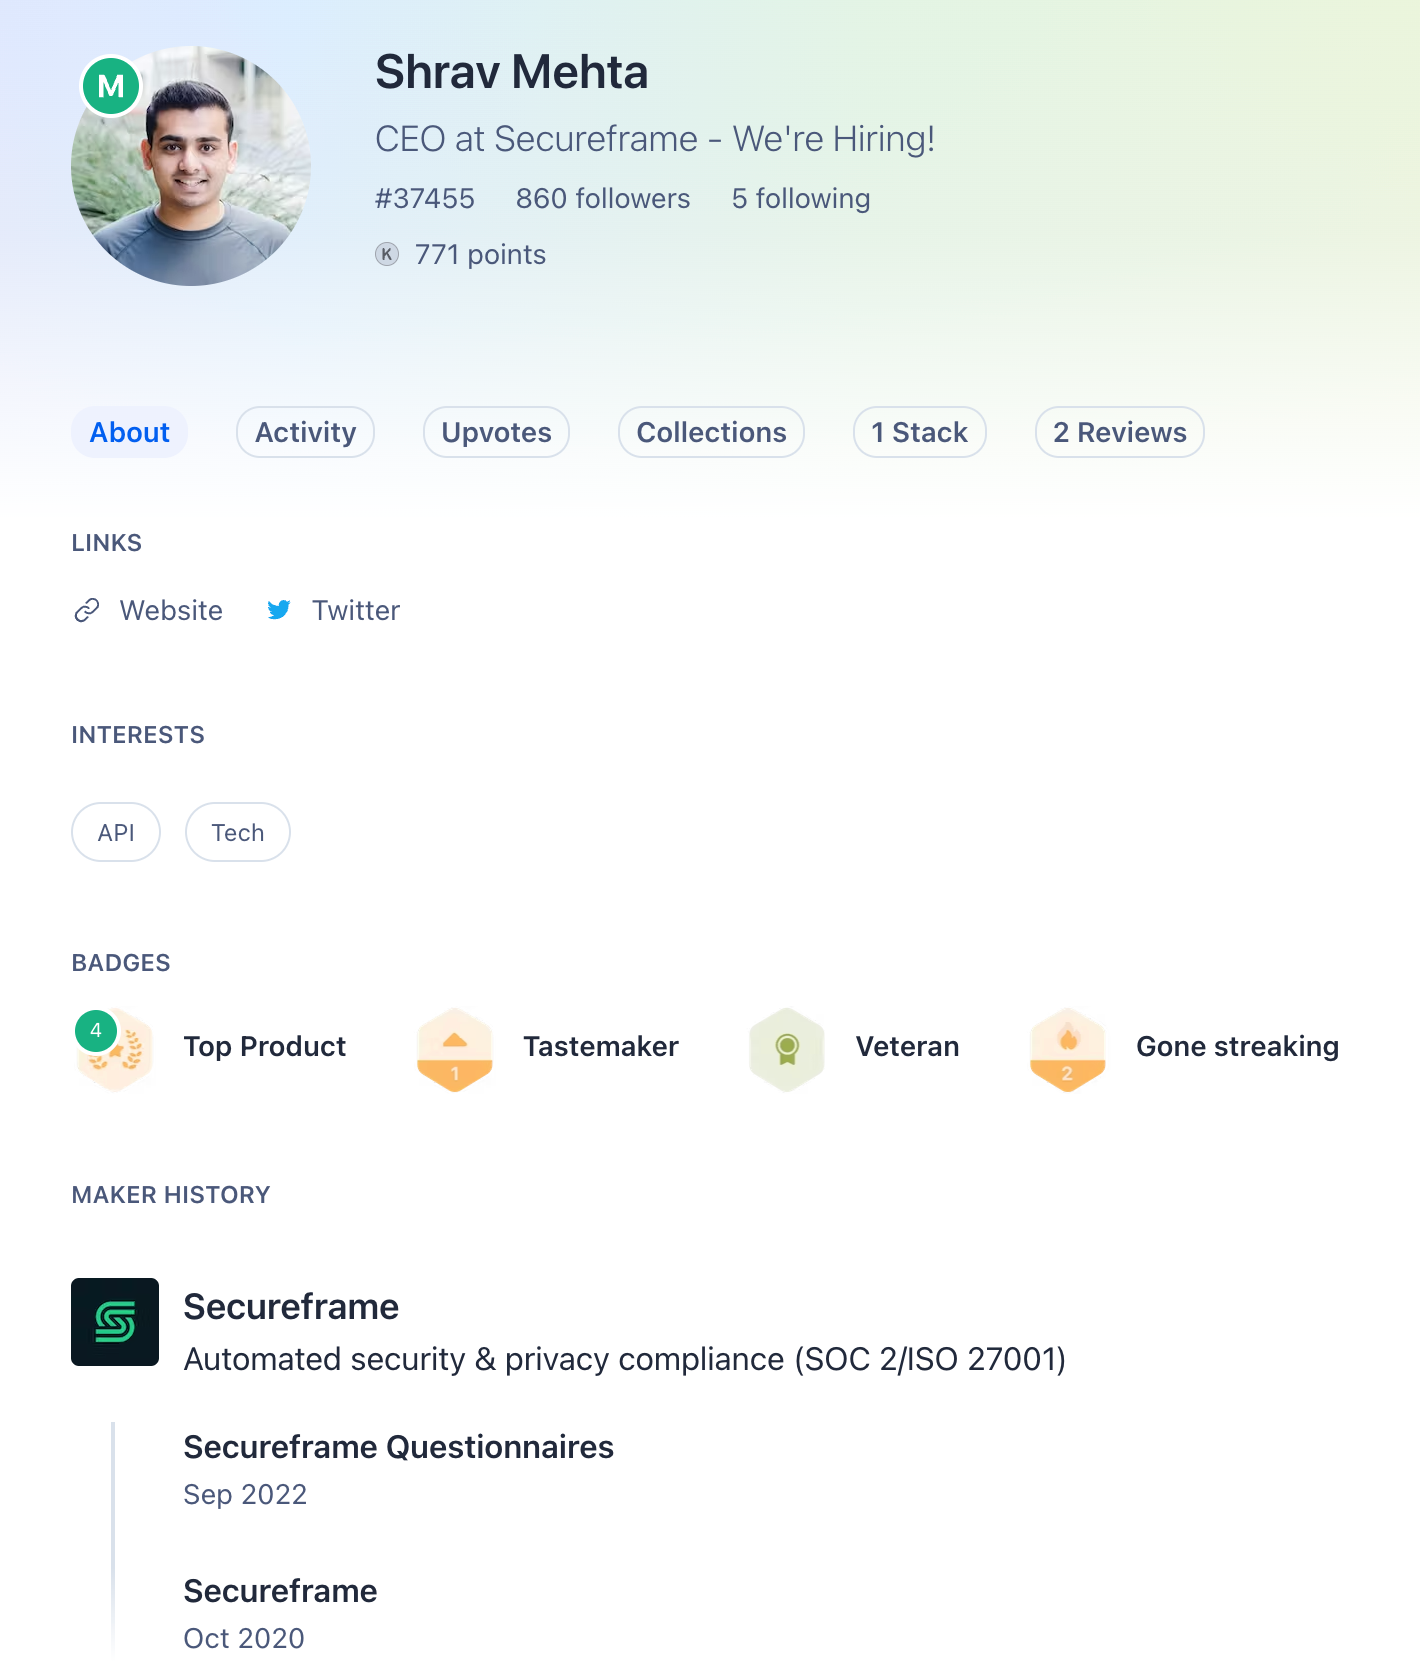 M
Shrav Mehta
CEO at Secureframe - We're Hiring!
#37455 860 followers 5 following
K 771 points
About Activity Upvotes Collections 1 Stack 2 Reviews
LINKS
Website Twitter
INTERESTS
API Tech
BADGES
4 Top Product 1 Tastemaker Veteran 2 Gone streaking
MAKER HISTORY
Secureframe
Automated security & privacy compliance (SOC 2/ISO 27001)
Secureframe Questionnaires
Sep 2022
Secureframe
Oct 2020